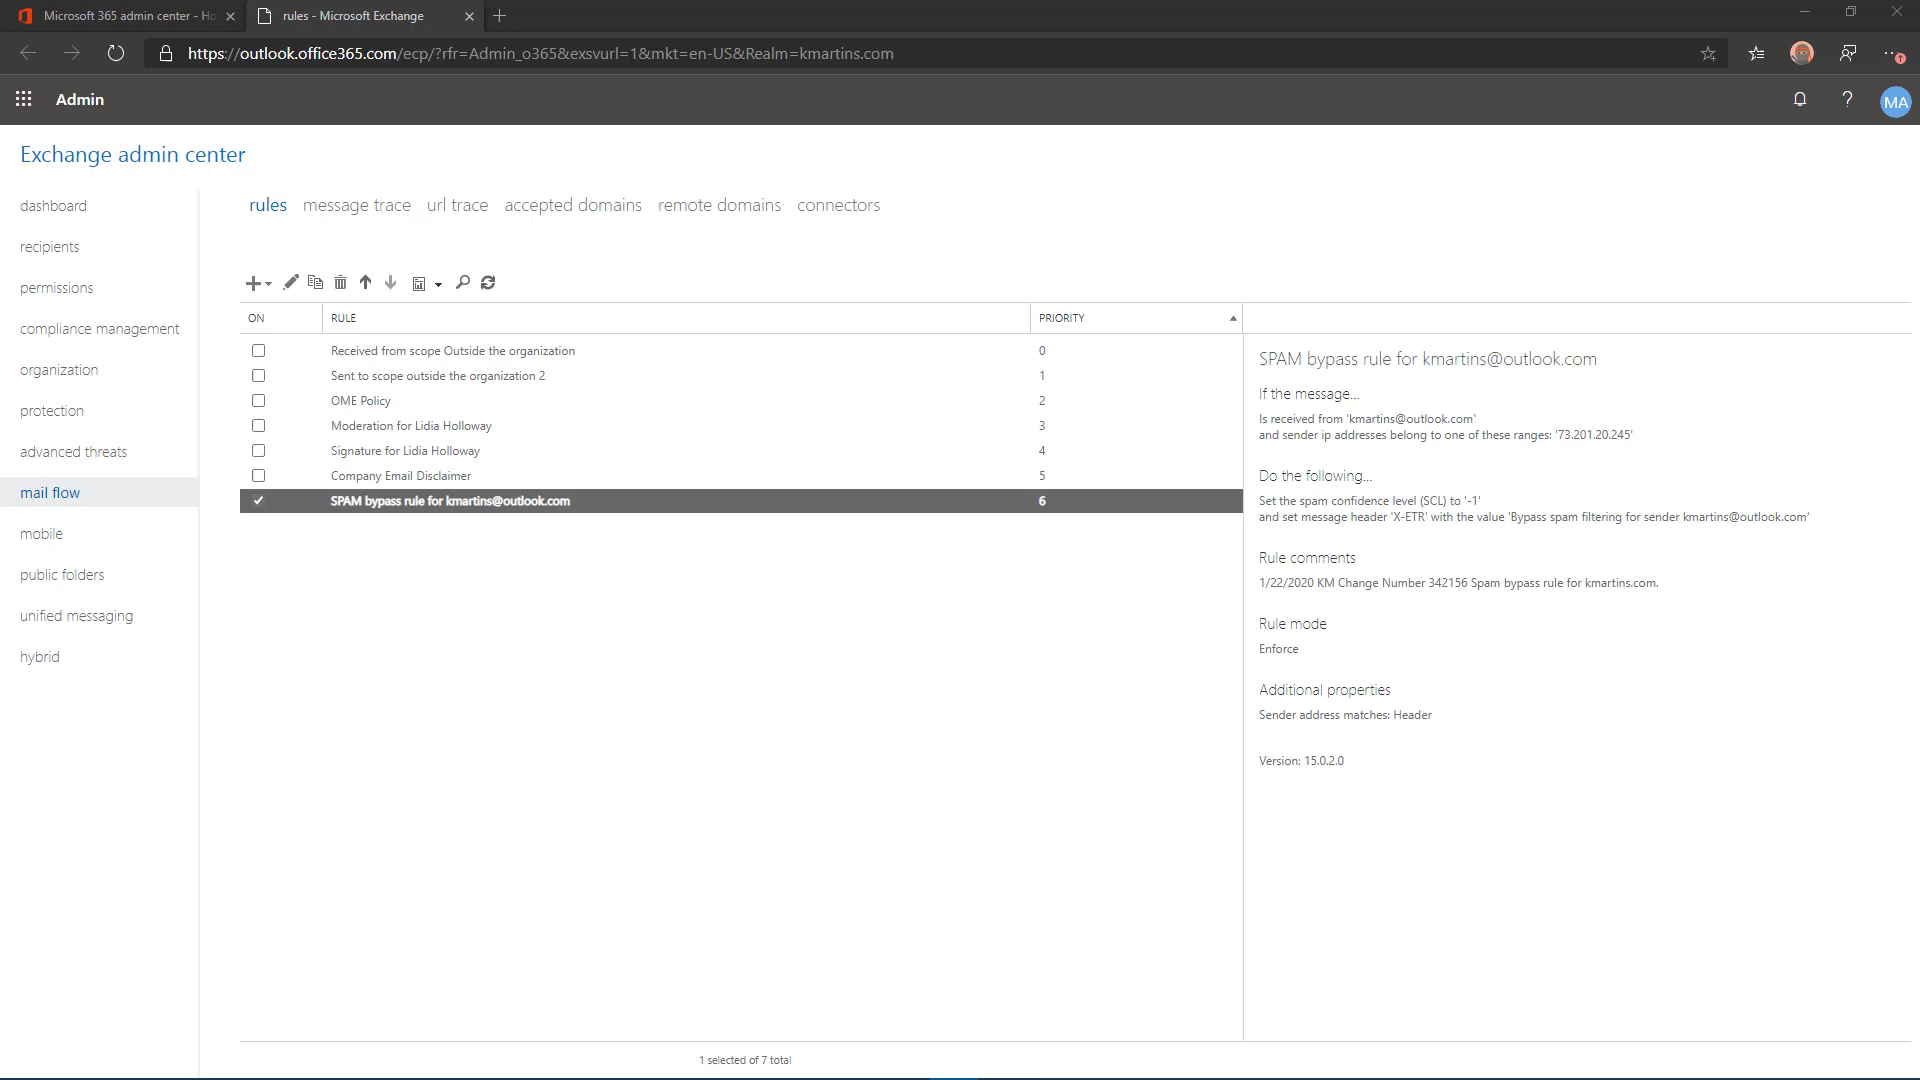 Microsoft 365 admin center - Ho
rules - Microsoft Exchange
https://outlook.office365.com/ecp/?rfr=Admin_o365&exsvurl=1&mkt=en-US&Realm=kmartins.com
Admin
?
MA
Exchange admin center
dashboard
recipients
permissions
compliance management
organization
protection
advanced threats
mail flow
mobile
public folders
unified messaging
hybrid
rules message trace url trace accepted domains remote domains connectors
ON RULE PRIORITY
Received from scope Outside the organization 0
Sent to scope outside the organization 2 1
OME Policy 2
Moderation for Lidia Holloway 3
Signature for Lidia Holloway 4
Company Email Disclaimer 5
SPAM bypass rule for kmartins@outlook.com 6
1 selected of 7 total
SPAM bypass rule for kmartins@outlook.com
If the message...
Is received from 'kmartins@outlook.com'
and sender ip addresses belong to one of these ranges: '73.201.20.245'
Do the following...
Set the spam confidence level (SCL) to '-1'
and set message header 'X-ETR' with the value 'Bypass spam filtering for sender kmartins@outlook.com'
Rule comments
1/22/2020 KM Change Number 342156 Spam bypass rule for kmartins.com.
Rule mode
Enforce
Additional properties
Sender address matches: Header
Version: 15.0.2.0